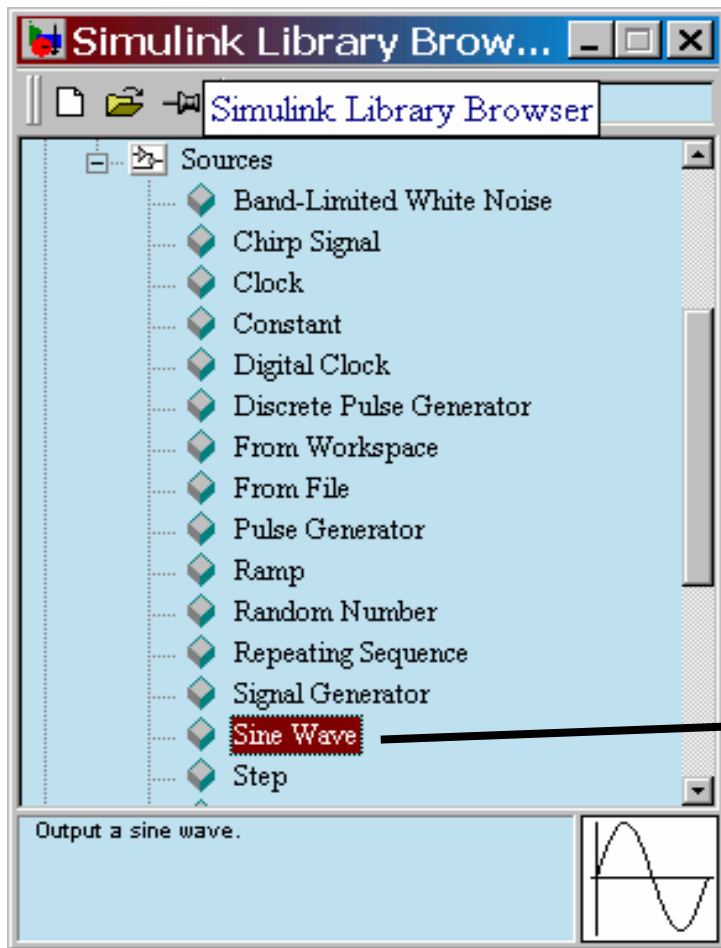 Simulink Library Brow...
Simulink Library Browser
Sources
Band-Limited White Noise
Chirp Signal
Clock
Constant
Digital Clock
Discrete Pulse Generator
From Workspace
From File
Pulse Generator
Ramp
Random Number
Repeating Sequence
Signal Generator
Sine Wave
Step
Output a sine wave.